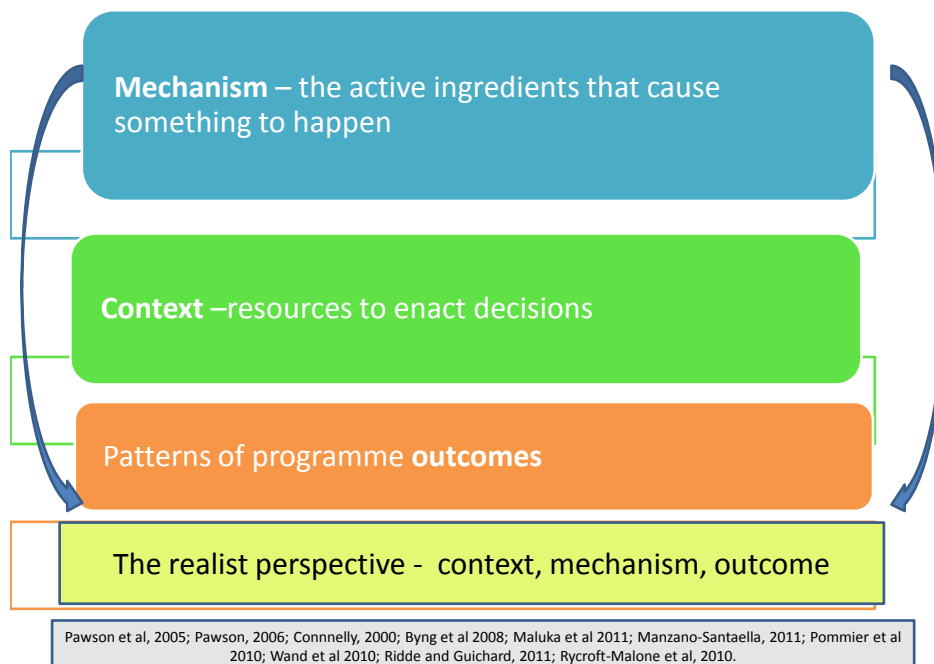 Mechanism – the active ingredients that cause
something to happen
Context –resources to enact decisions
Patterns of programme outcomes
The realist perspective -  context, mechanism, outcome
Pawson et al, 2005; Pawson, 2006; Connnelly, 2000; Byng et al 2008; Maluka et al 2011; Manzano-Santaella, 2011; Pommier et al
2010; Wand et al 2010; Ridde and Guichard, 2011; Rycroft-Malone et al, 2010.